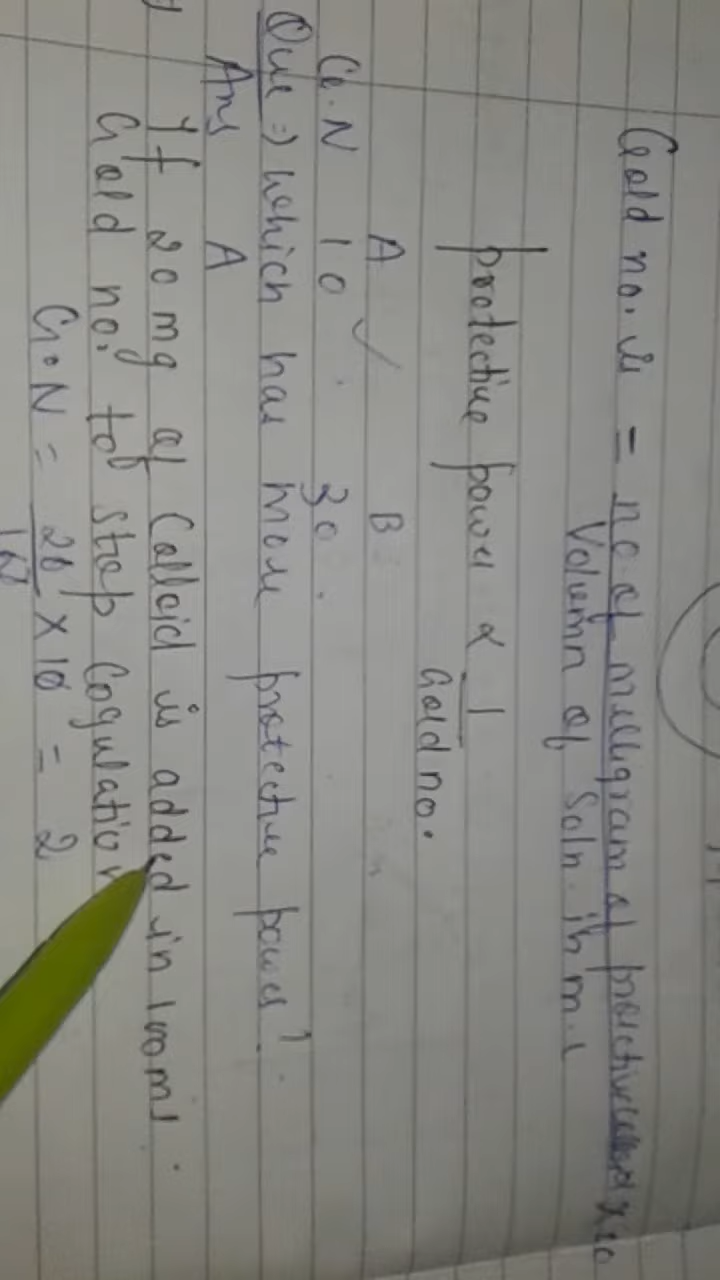 Gold no. is = no of milligram of protective colloid x 10
Volumn of Soln. in m.l
protective power ∝ 1
Gold no.
A ✓ B
G.N 10 . 30 .
Que => which has more protective power?
Ans A
If 20 mg of Colloid is added in 100 ml.
Gold no. to stop Cogulation
G.N = 20 x 10 = 2